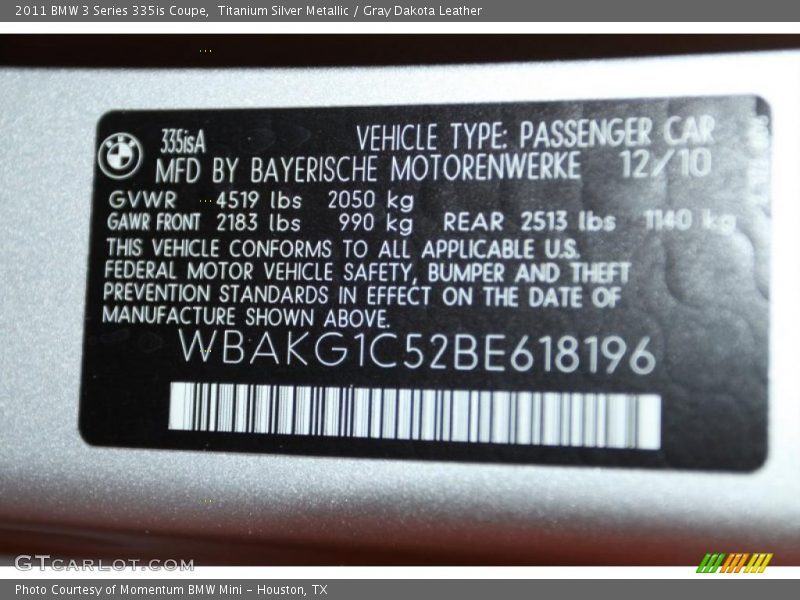 2011 BMW 3 Series 335is Coupe,  Titanium Silver Metallic / Gray Dakota Leather
335isA
VEHICLE TYPE: PASSENGER CAR
MFD BY BAYERISCHE MOTORENWERKE 12/10
GVWR 4519 lbs 2050 kg
GAWR FRONT 2183 lbs 990 kg REAR 2513 lbs 1140 kg
THIS VEHICLE CONFORMS TO ALL APPLICABLE U.S.
FEDERAL MOTOR VEHICLE SAFETY, BUMPER AND THEFT
PREVENTION STANDARDS IN EFFECT ON THE DATE OF
MANUFACTURE SHOWN ABOVE.
WBAKG1C52BE618196
GTCARLOT.COM
Photo Courtesy of Momentum BMW Mini - Houston, TX